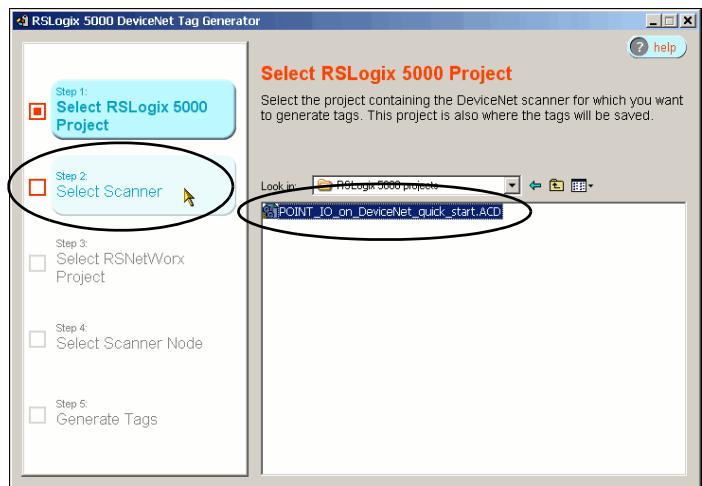 RSLogix 5000 DeviceNet Tag Generator
? help
Step 1:
Select RSLogix 5000
Project
Step 2:
Select Scanner
Step 3:
Select RSNetWorx
Project
Step 4:
Select Scanner Node
Step 5:
Generate Tags
Select RSLogix 5000 Project
Select the project containing the DeviceNet scanner for which you want
to generate tags. This project is also where the tags will be saved.
Look in: RSLogix 5000 projects
POINT_IO_on_DeviceNet_quick_start.ACD